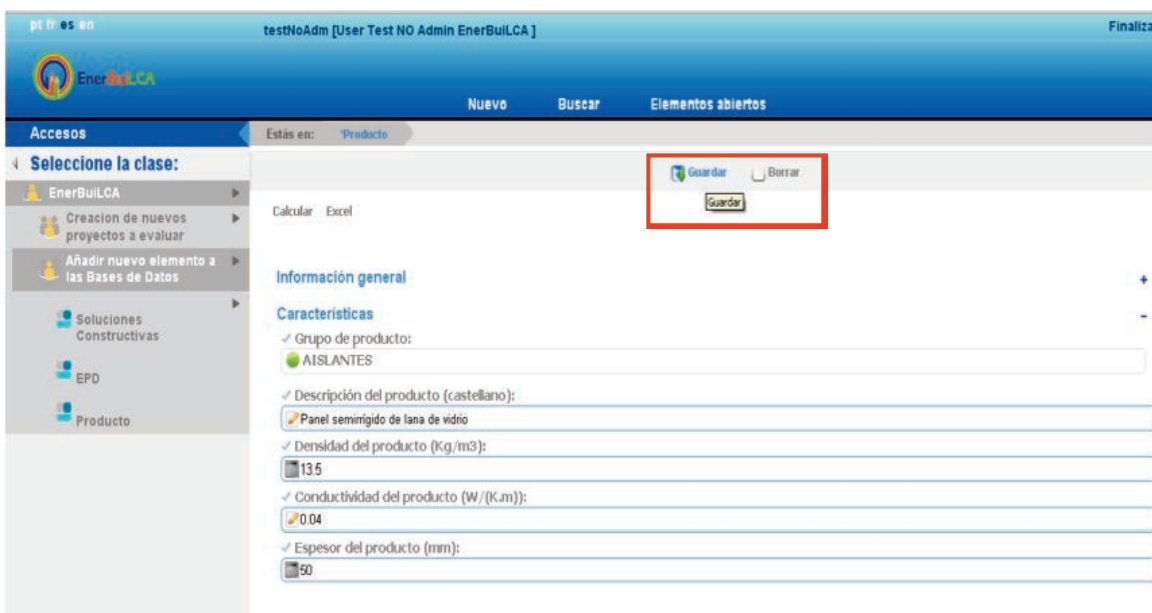 pt fr es en
testNoAdm [User Test NO Admin EnerBuiLCA ]
Finaliza
EnerBuiLCA
Nuevo Buscar Elementos abiertos
Accesos
Estás en: *Producto
Seleccione la clase:
Guardar Borrar
EnerBuiLCA
Guardar
Creacion de nuevos
proyectos a evaluar
Calcular Excel
Añadir nuevo elemento a
las Bases de Datos
Información general +
Características -
Soluciones
Constructivas
Grupo de producto:
AISLANTES
EPD
Descripción del producto (castellano):
Producto
Panel semirrígido de lana de vidrio
Densidad del producto (Kg/m3):
13.5
Conductividad del producto (W/(K.m)):
0.04
Espesor del producto (mm):
50